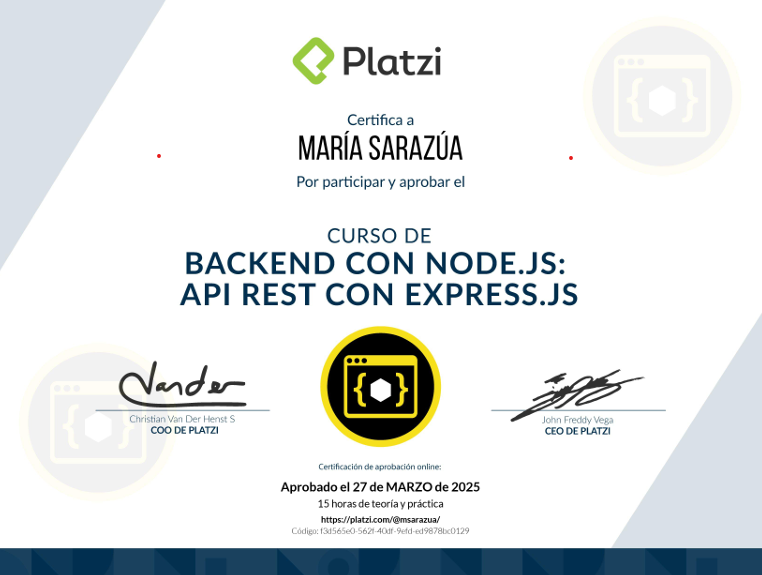 Platzi
Certifica a
MARÍA SARAZÚA
Por participar y aprobar el
CURSO DE
BACKEND CON NODE.JS:
API REST CON EXPRESS.JS
Christian Van Der Henst S
COO DE PLATZI
John Freddy Vega
CEO DE PLATZI
Certificación de aprobación online:
Aprobado el 27 de MARZO de 2025
15 horas de teoría y práctica
https://platzi.com/@msarazua/
Código: f3d565e0-562f-40df-9efd-ed9878bc0129